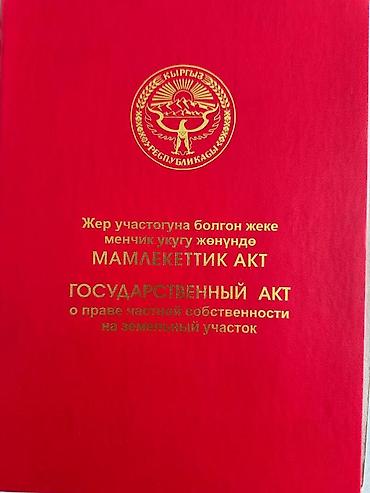 КЫРГЫЗ
РЕСПУБЛИКАСЫ
Жер участогуна болгон жеке
менчик укугу жөнүндө
МАМЛЕКЕТТИК АКТ
ГОСУДАРСТВЕННЫЙ АКТ
о праве частной собственности
на земельный участок